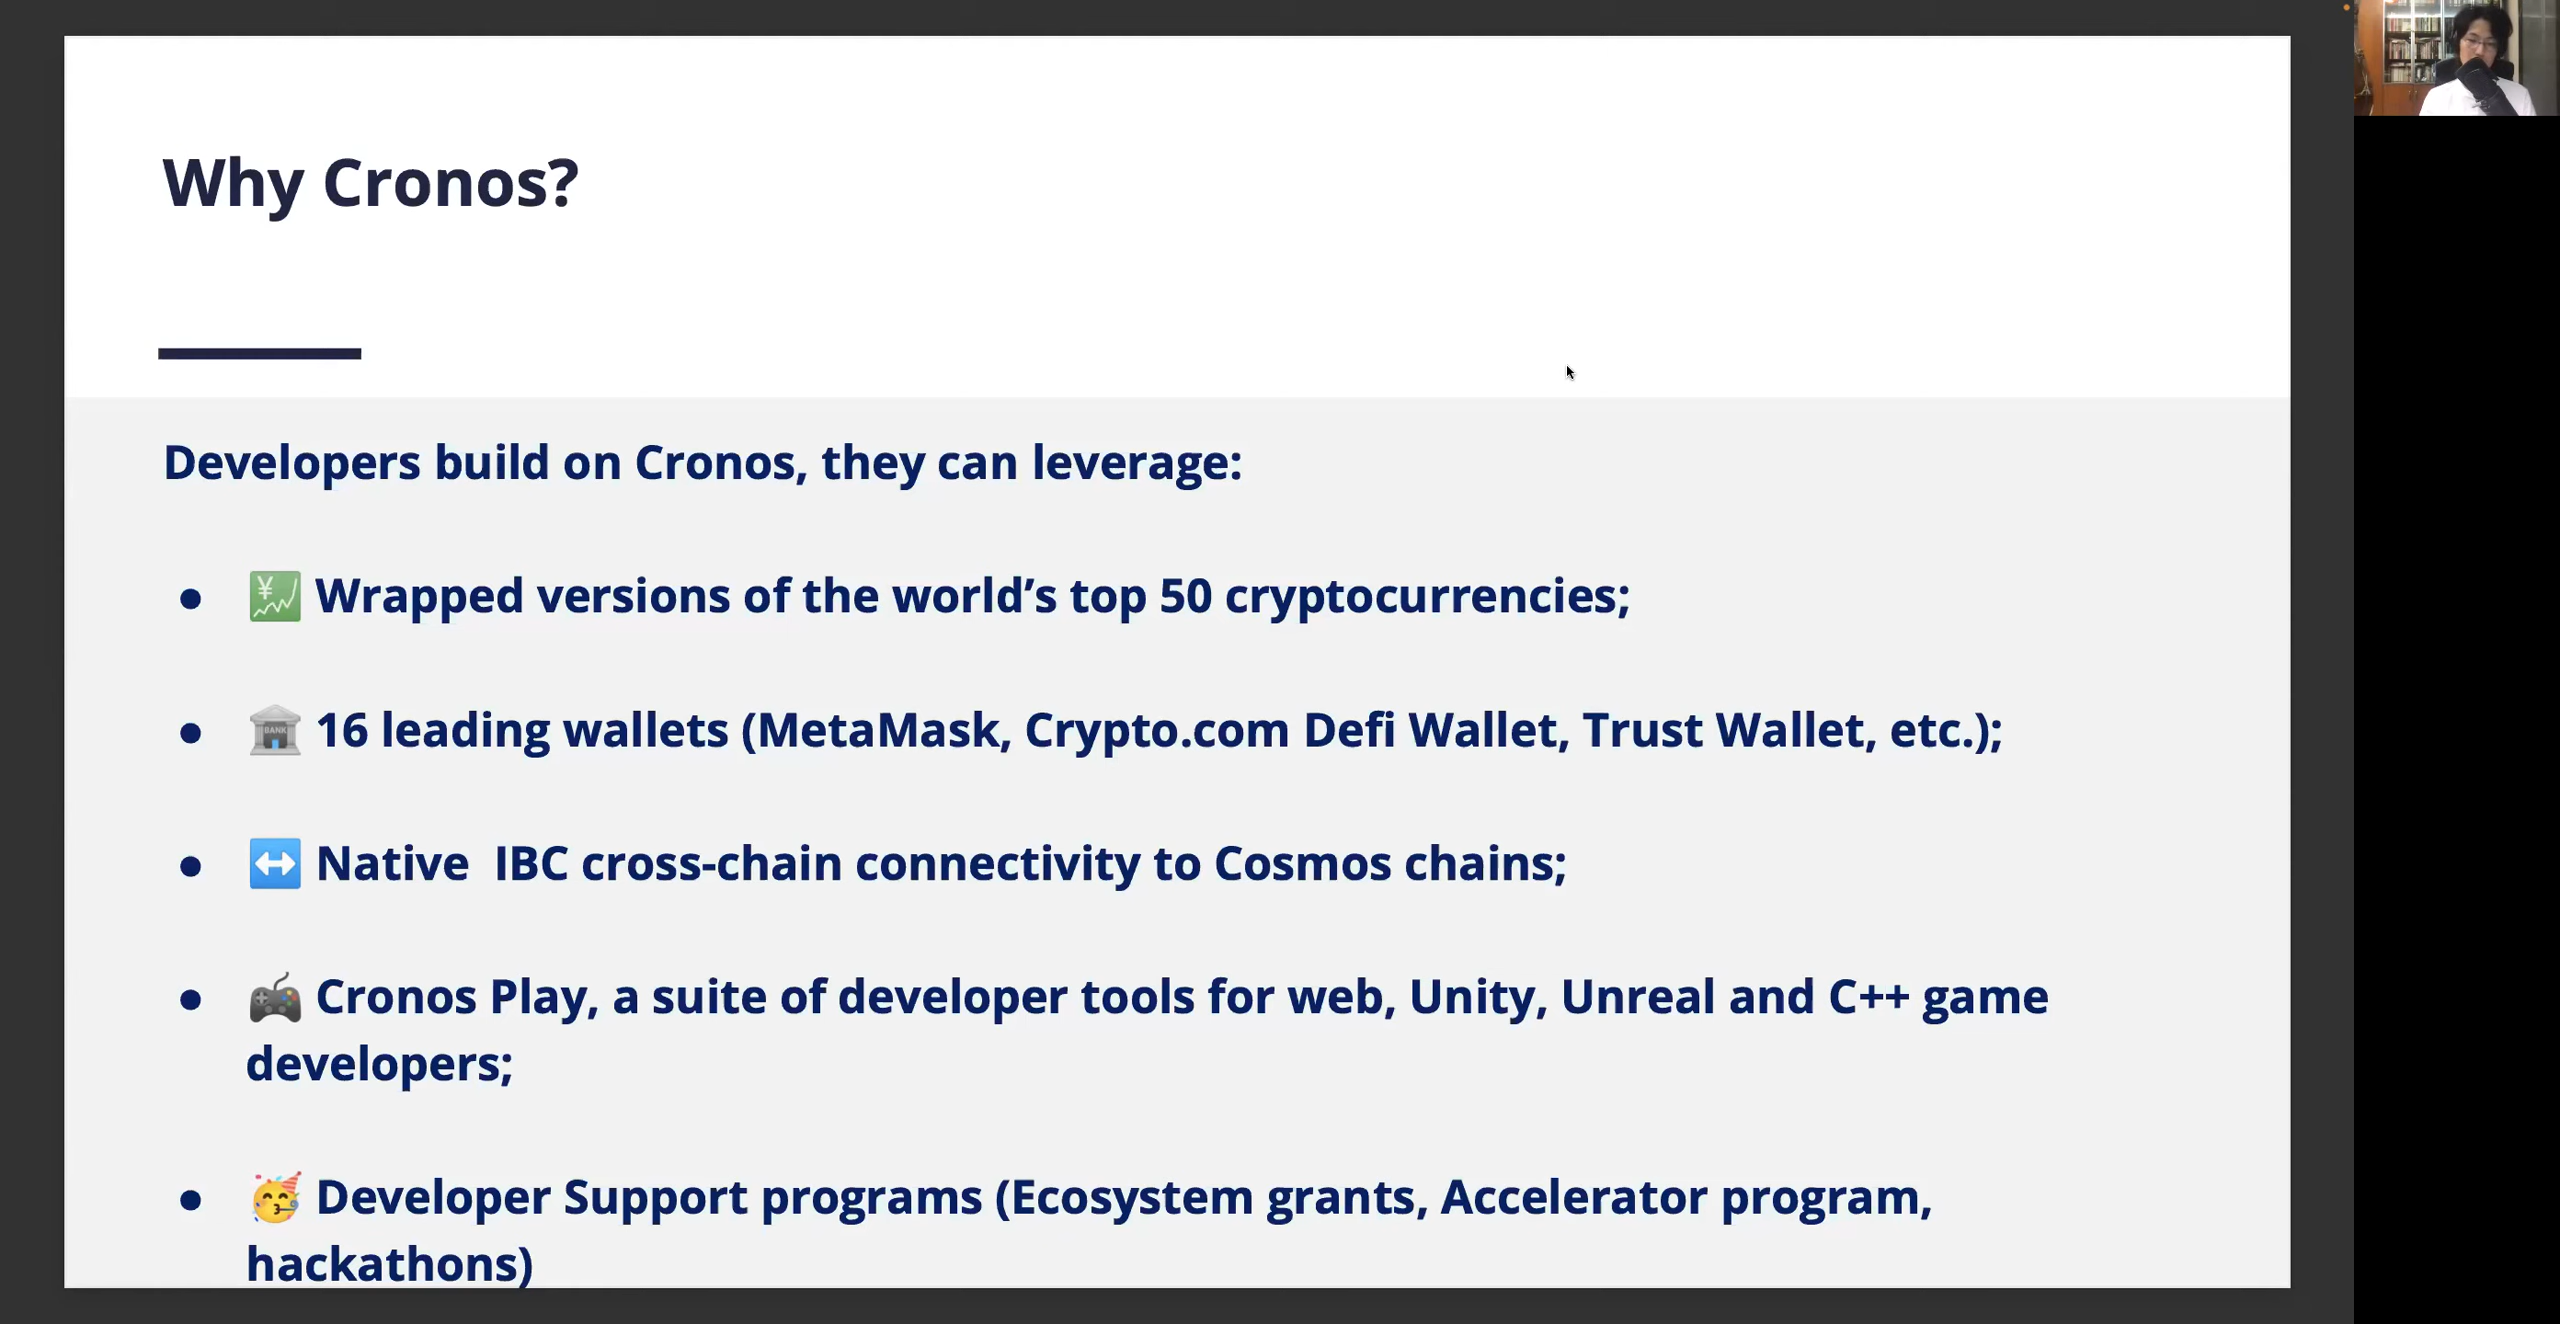 Why Cronos?
Developers build on Cronos, they can leverage:
● 💹 Wrapped versions of the world’s top 50 cryptocurrencies;
● 🏦 16 leading wallets (MetaMask, Crypto.com Defi Wallet, Trust Wallet, etc.);
● ↔️ Native  IBC cross-chain connectivity to Cosmos chains;
● 🎮 Cronos Play, a suite of developer tools for web, Unity, Unreal and C++ game
developers;
● 🥳 Developer Support programs (Ecosystem grants, Accelerator program,
hackathons)